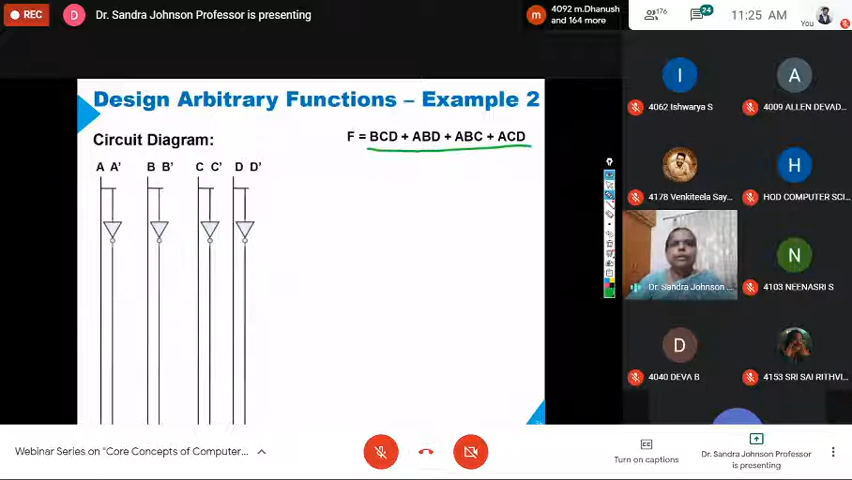 REC
D
Dr. Sandra Johnson Professor is presenting
m
4092 m.Dhanush
and 164 more
176
24
11:25 AM
You
Design Arbitrary Functions – Example 2
Circuit Diagram:
F = BCD + ABD + ABC + ACD
A A' B B' C C' D D'
I
4062 Ishwarya S
A
4009 ALLEN DEVAD...
4178 Venkiteela Say...
H
HOD COMPUTER SCI...
Dr. Sandra Johnson ...
N
4103 NEENASRI S
D
4040 DEVA B
4153 SRI SAI RITHVI...
Webinar Series on "Core Concepts of Computer...
Turn on captions
Dr. Sandra Johnson Professor
is presenting